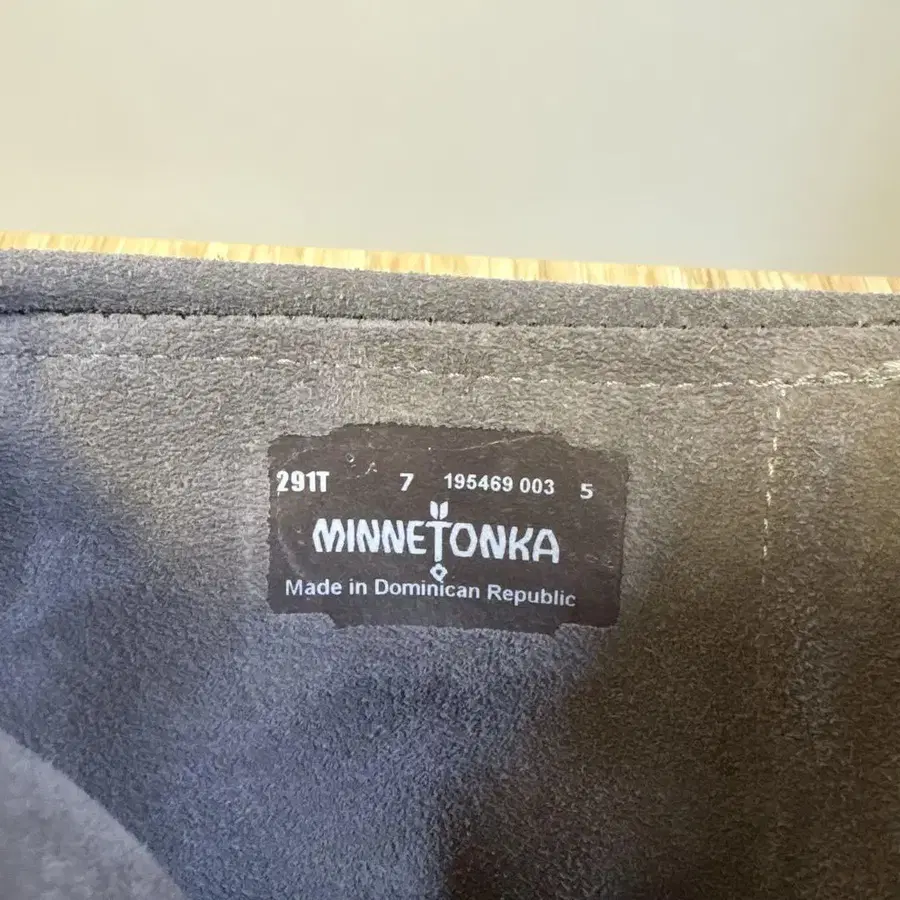 291T 7 195469 003 5
MINNETONKA
Made in Dominican Republic